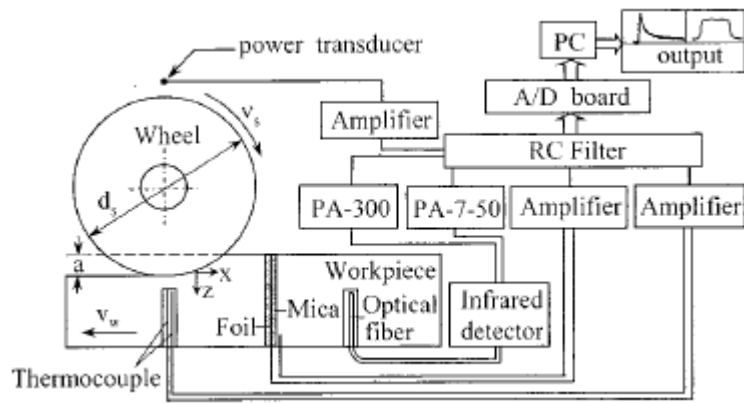 power transducer
PC
output
A/D board
v_s
Wheel
Amplifier
RC Filter
d_s
PA-300
PA-7-50
Amplifier
Amplifier
a
x
z
Workpiece
Mica
Optical
fiber
Infrared
detector
v_w
Foil
Thermocouple